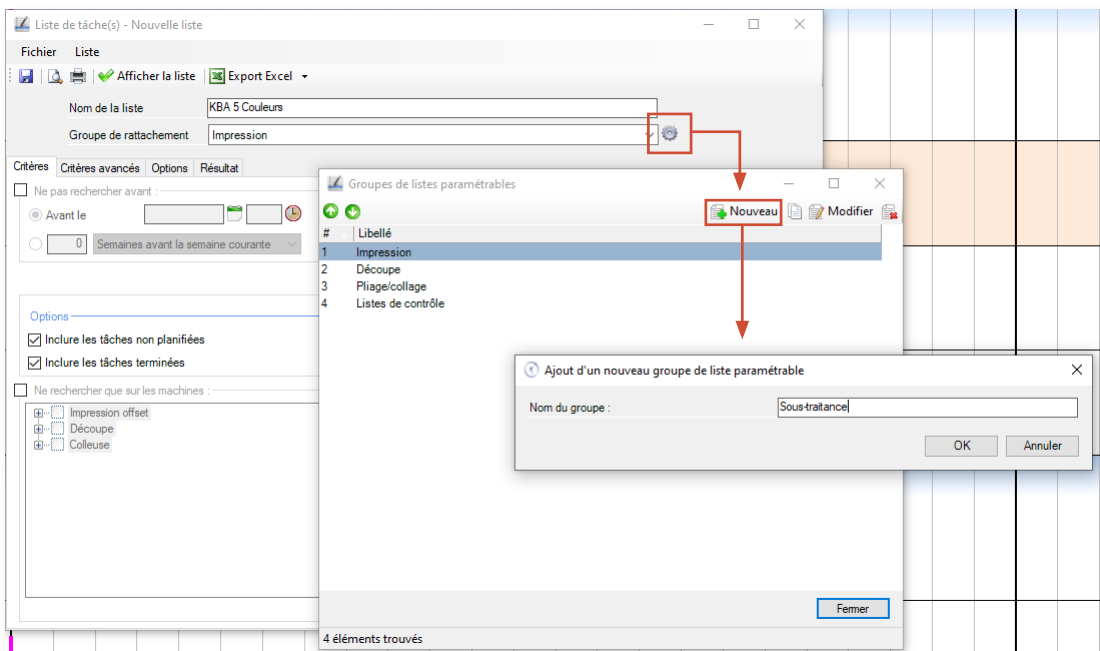 Liste de tâche(s) - Nouvelle liste
Fichier Liste
Afficher la liste Export Excel
Nom de la liste KBA 5 Couleurs
Groupe de rattachement Impression
Critères Critères avancés Options Résultat
Ne pas rechercher avant :
Avant le
0 Semaines avant la semaine courante
Options
Inclure les tâches non planifiées
Inclure les tâches terminées
Ne rechercher que sur les machines :
Impression offset
Découpe
Colleuse
Groupes de listes paramétrables
Nouveau Modifier
# Libellé
1 Impression
2 Découpe
3 Pliage/collage
4 Listes de contrôle
Ajout d'un nouveau groupe de liste paramétrable
Nom du groupe : Sous-traitance
OK Annuler
Fermer
4 éléments trouvés